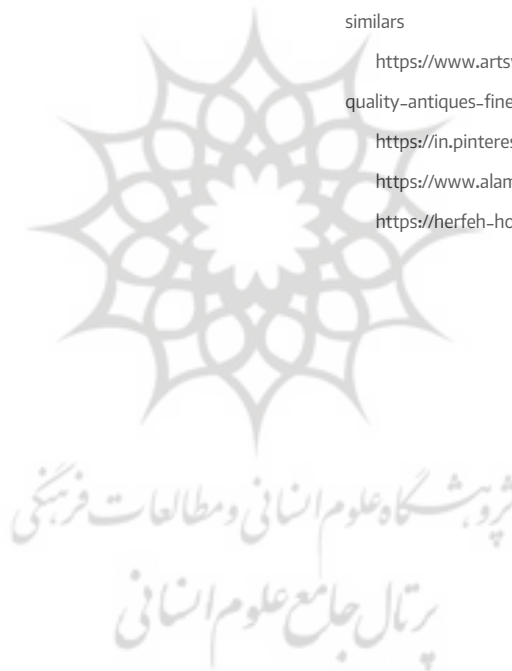 similars
https://www.arts
quality-antiques-fine
https://in.pinteres
https://www.alam
https://herfeh-ho
ژوهشگاه علوم انسانی و مطالعات فرهنگی
پرتال جامع علوم انسانی